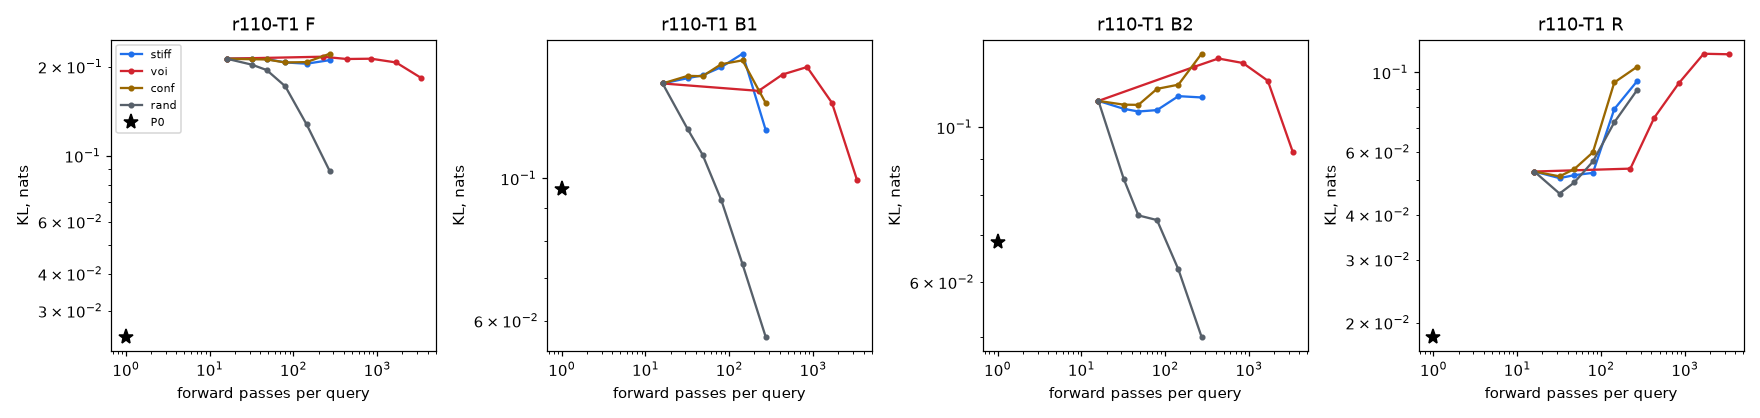 r110-T1 F
r110-T1 B1
r110-T1 B2
r110-T1 R
stiff
voi
conf
rand
P0
KL, nats
2 × 10⁻¹
10⁻¹
6 × 10⁻²
4 × 10⁻²
3 × 10⁻²
10⁰
10¹
10²
10³
forward passes per query
KL, nats
10⁻¹
6 × 10⁻²
10⁰
10¹
10²
10³
forward passes per query
KL, nats
10⁻¹
6 × 10⁻²
10⁰
10¹
10²
10³
forward passes per query
KL, nats
10⁻¹
6 × 10⁻²
4 × 10⁻²
3 × 10⁻²
2 × 10⁻²
10⁰
10¹
10²
10³
forward passes per query